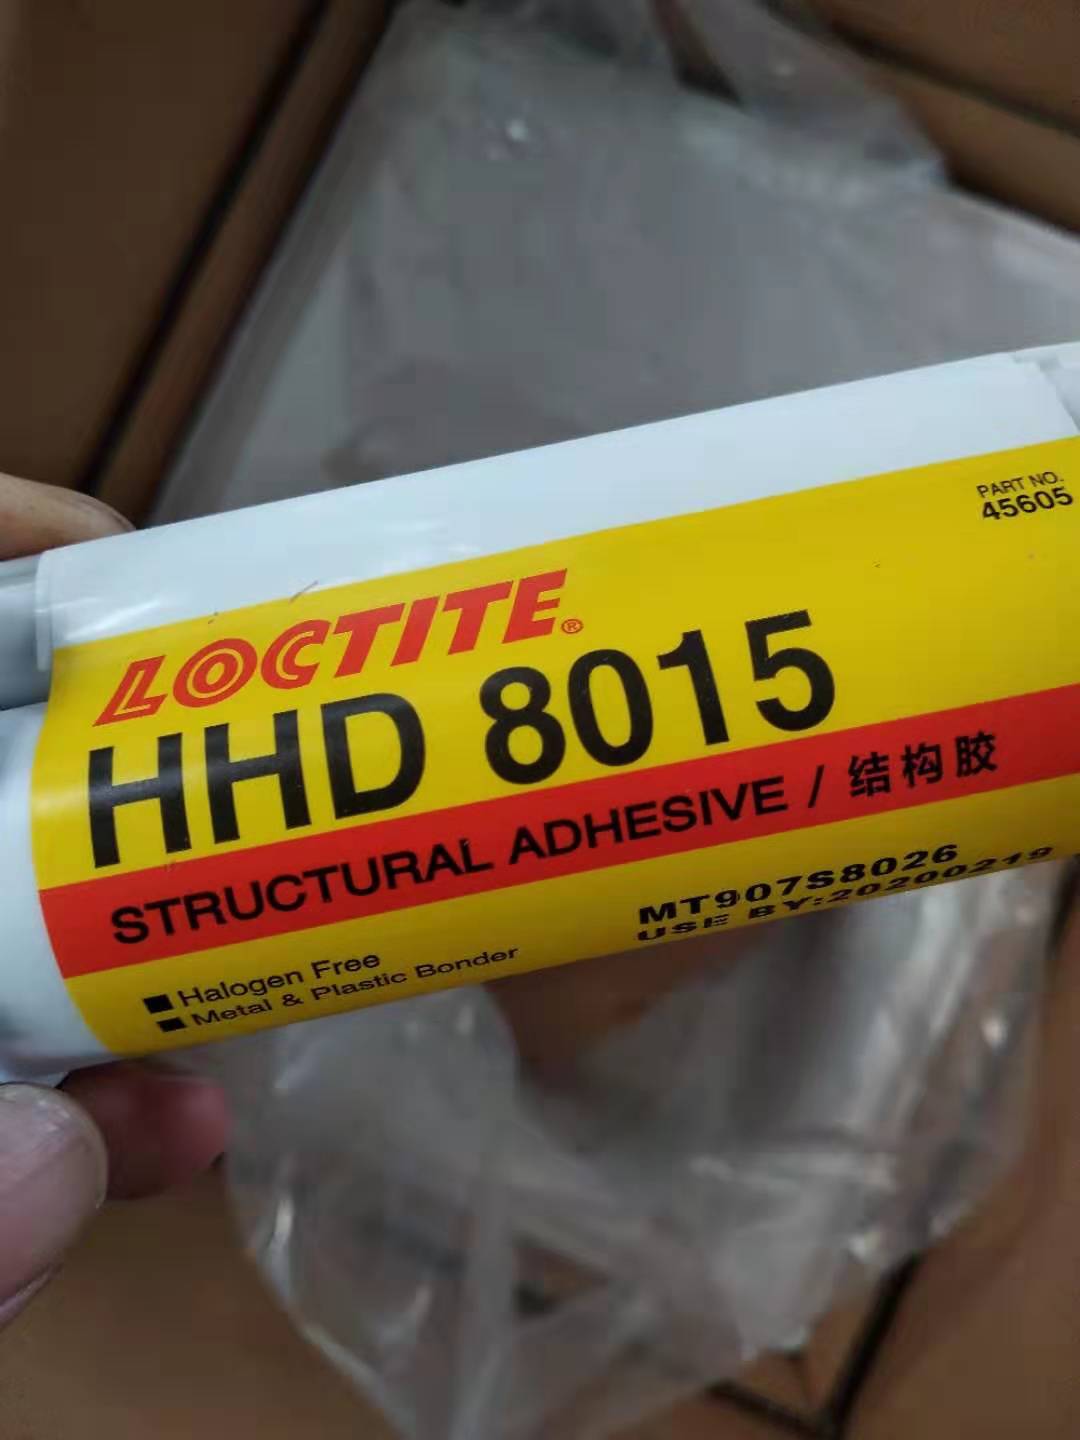 PART NO.
45605
LOCTITE®
HHD 8015
STRUCTURAL ADHESIVE / 结构胶
MT907S8026
USE BY:20200219
■ Halogen Free
■ Metal & Plastic Bonder